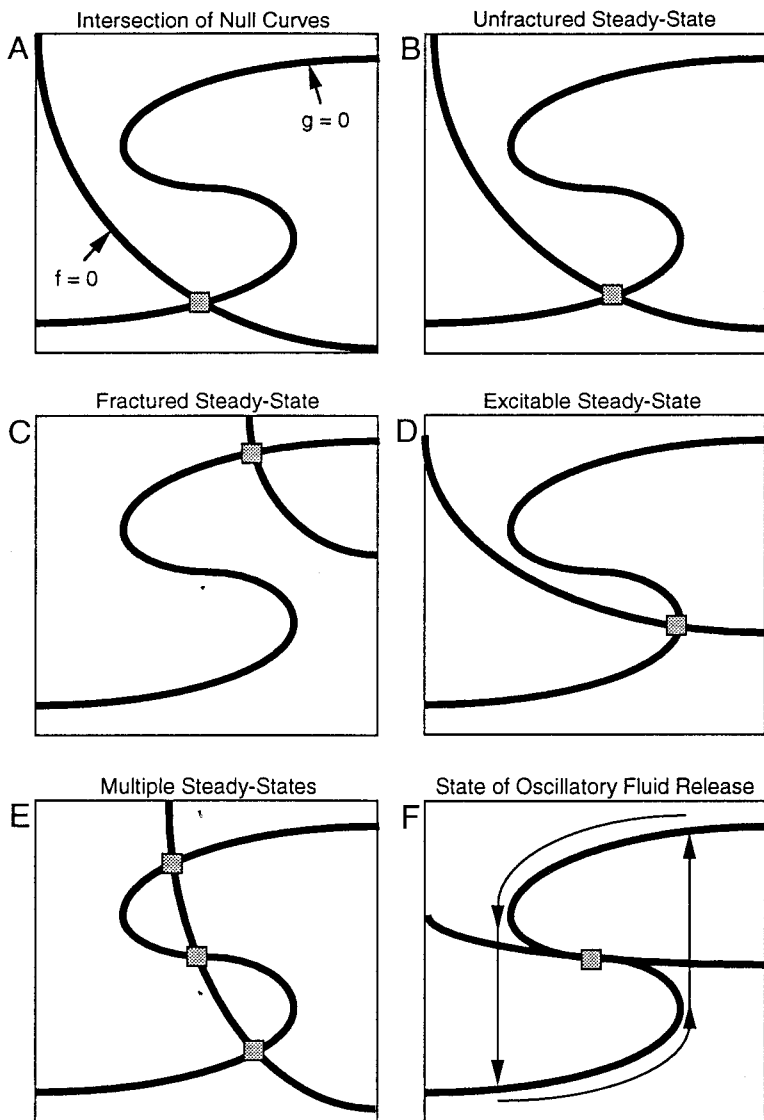 Intersection of Null Curves
A
g = 0
f = 0
Unfractured Steady-State
B
Fractured Steady-State
C
Excitable Steady-State
D
Multiple Steady-States
E
State of Oscillatory Fluid Release
F